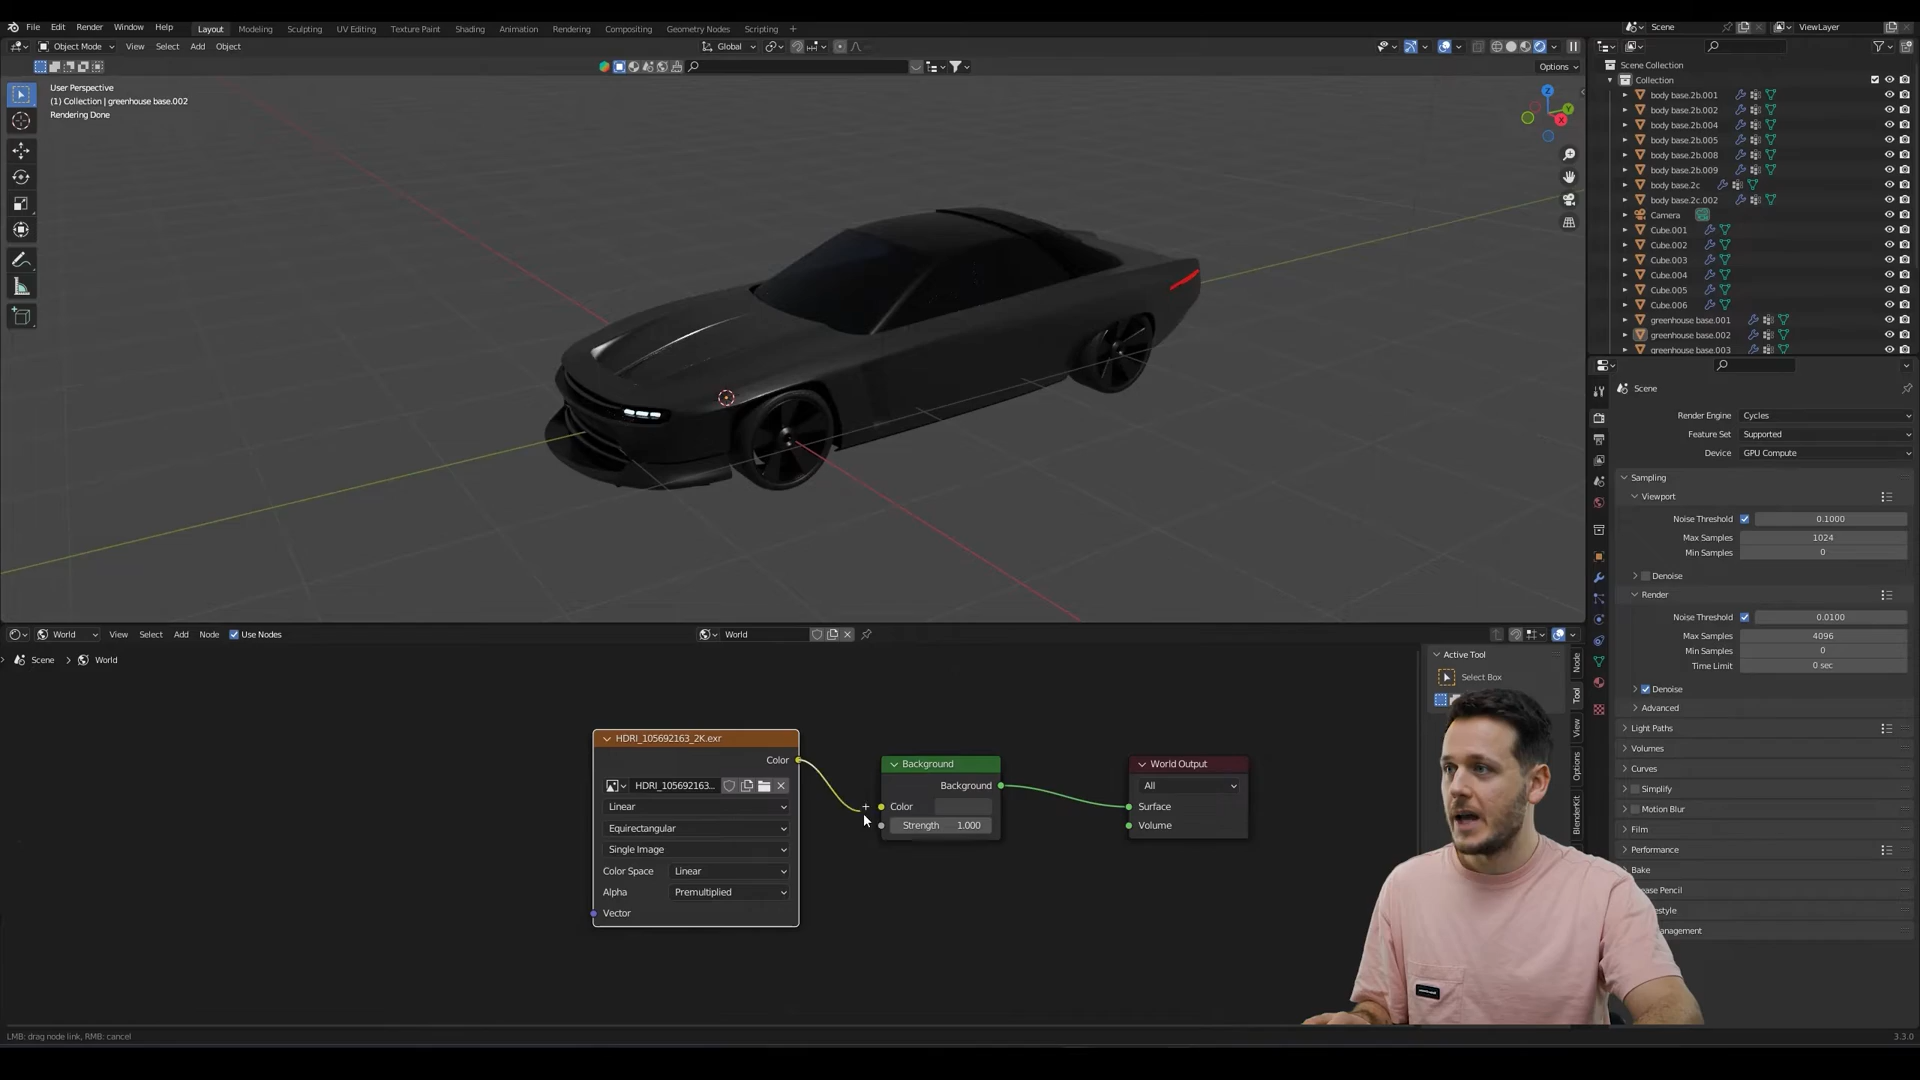 File Edit Render Window Help Layout Modeling Sculpting UV Editing Texture Paint Shading Animation Rendering Compositing Geometry Nodes Scripting + Scene ViewLayer
Object Mode View Select Add Object Global
Options
User Perspective
(1) Collection | greenhouse base.002
Rendering Done
Z
Y
X
Scene Collection
Collection
body base.2b.001
body base.2b.002
body base.2b.004
body base.2b.005
body base.2b.008
body base.2b.009
body base.2c
body base.2c.002
Camera
Cube.001
Cube.002
Cube.003
Cube.004
Cube.005
Cube.006
greenhouse base.001
greenhouse base.002
greenhouse base.003
Scene
Render Engine Cycles
Feature Set Supported
Device GPU Compute
Sampling
Viewport
Noise Threshold 0.1000
Max Samples 1024
Min Samples 0
Denoise
Render
Noise Threshold 0.0100
Max Samples 4096
Min Samples 0
Time Limit 0 sec
Denoise
Advanced
Light Paths
Volumes
Curves
Simplify
Motion Blur
Film
Performance
Bake
ease Pencil
estyle
anagement
World View Select Add Node Use Nodes World
Scene > World
Active Tool
Select Box
Node
Tool
View
Options
BlenderKit
HDRI_105692163_2K.exr
Color
HDRI_105692163...
Linear
Equirectangular
Single Image
Color Space Linear
Alpha Premultiplied
Vector
Background
Background
Color
Strength 1.000
World Output
All
Surface
Volume
LMB: drag node link, RMB: cancel
3.3.0